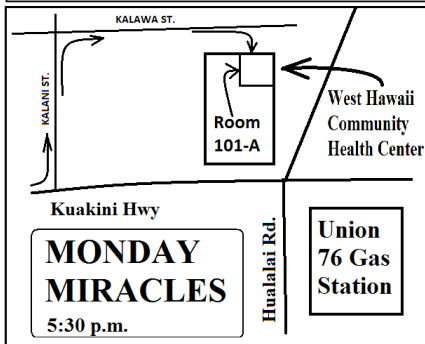 KALAWA ST.
KALANI ST.
Room
101-A
West Hawaii
Community
Health Center
Kuakini Hwy
MONDAY
MIRACLES
5:30 p.m.
Hualalai Rd.
Union
76 Gas
Station